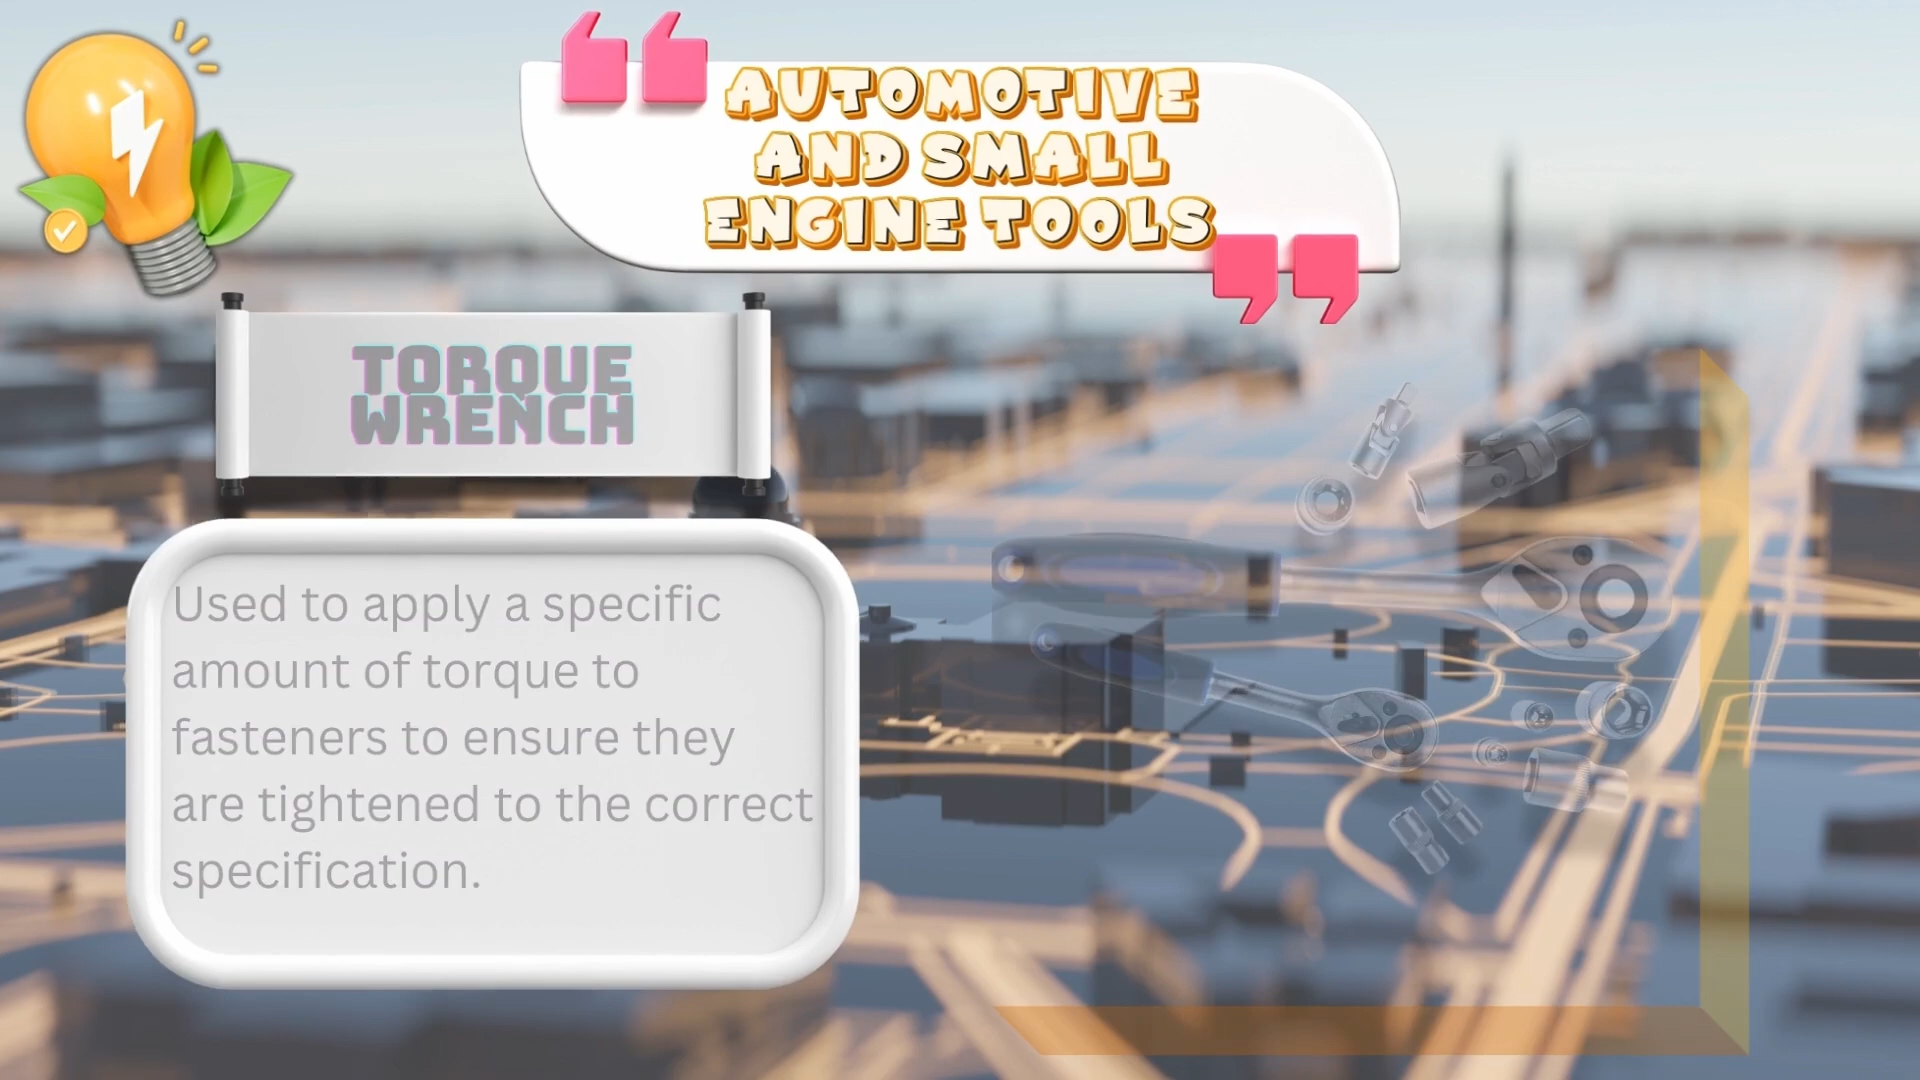 AUTOMOTIVE
AND SMALL
ENGINE TOOLS
TORQUE
WRENCH
Used to apply a specific
amount of torque to
fasteners to ensure they
are tightened to the correct
specification.